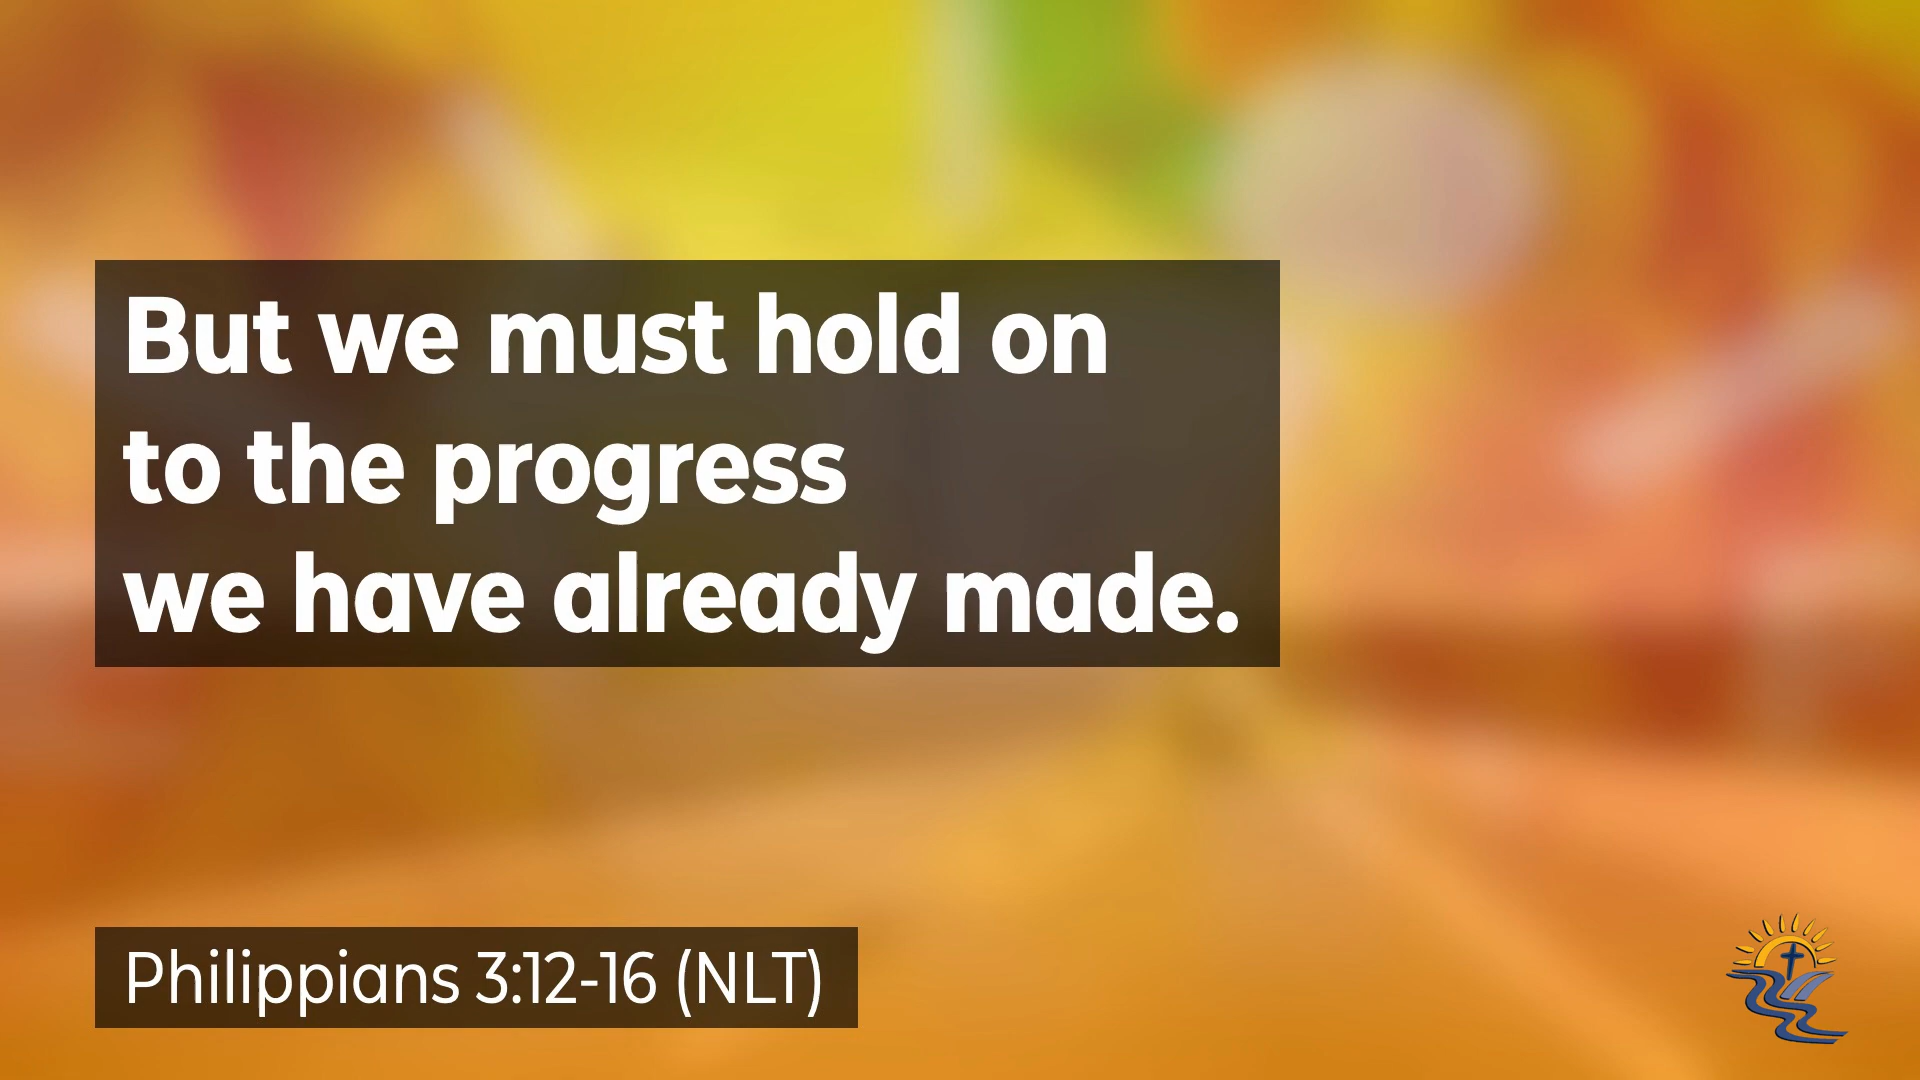 But we must hold on
to the progress
we have already made.
Philippians 3:12-16 (NLT)